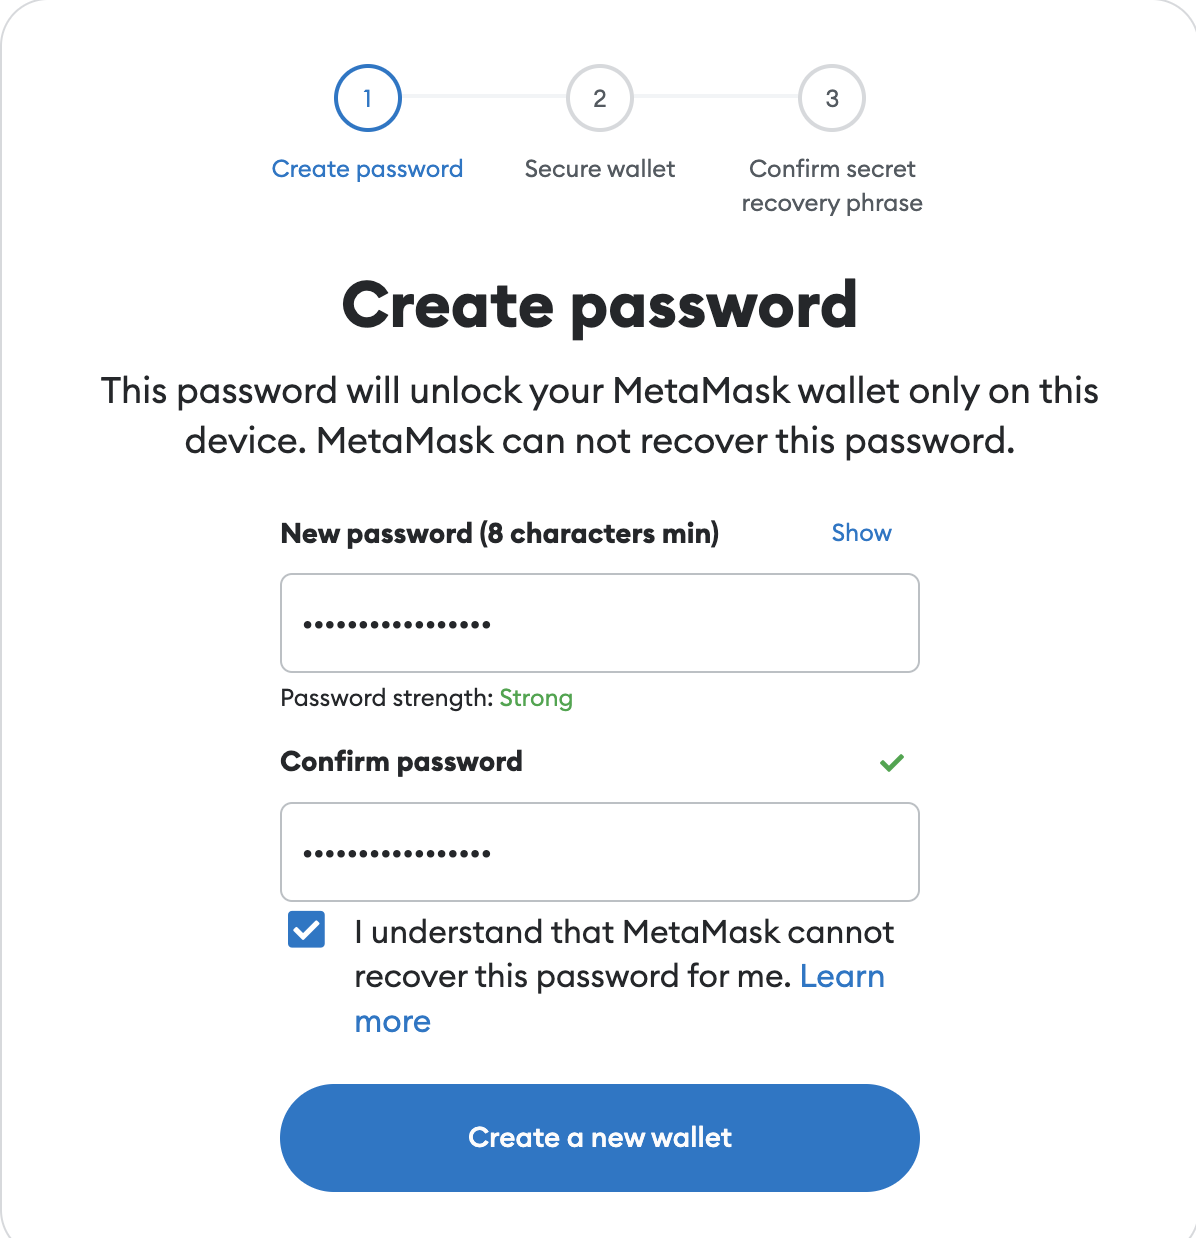 1
2
3
Create password
Secure wallet
Confirm secret
recovery phrase
Create password
This password will unlock your MetaMask wallet only on this
device. MetaMask can not recover this password.
New password (8 characters min)
Show
•••••••••••••••••
Password strength: Strong
Confirm password
•••••••••••••••••
I understand that MetaMask cannot
recover this password for me. Learn
more
Create a new wallet